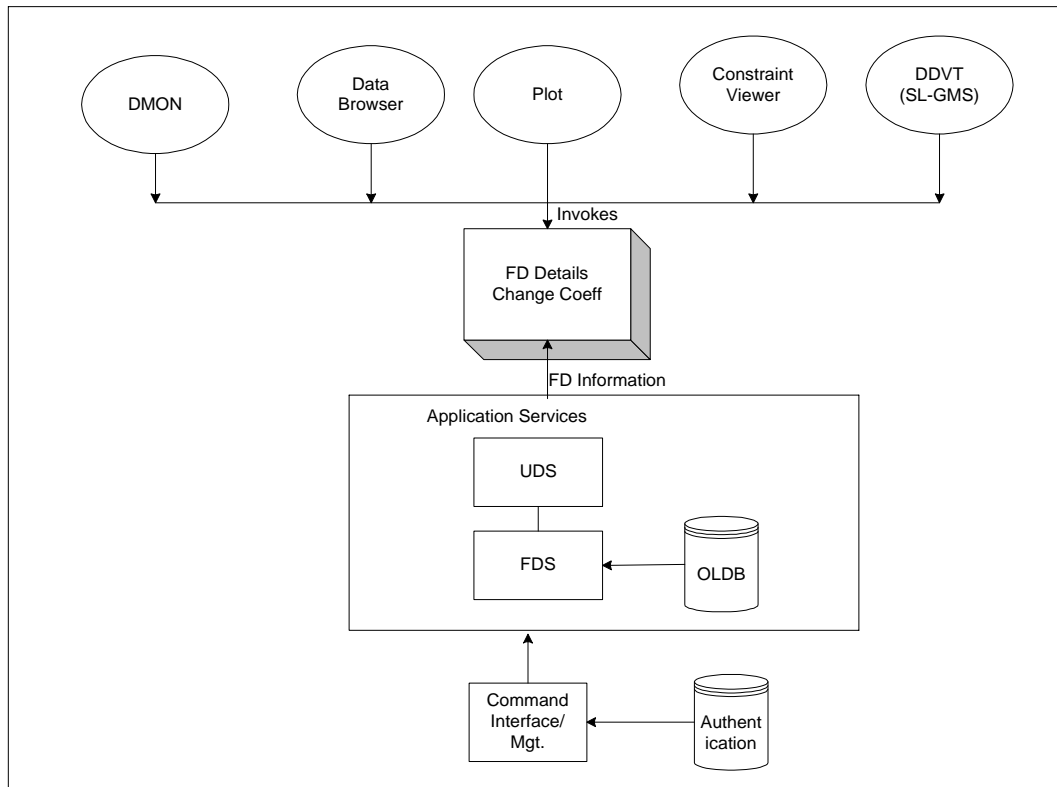 DMON
Data
Browser
Plot
Constraint
Viewer
DDVT
(SL-GMS)
Invokes
FD Details
Change Coeff
FD Information
Application Services
UDS
FDS
OLDB
Command
Interface/
Mgt.
Authent
ication